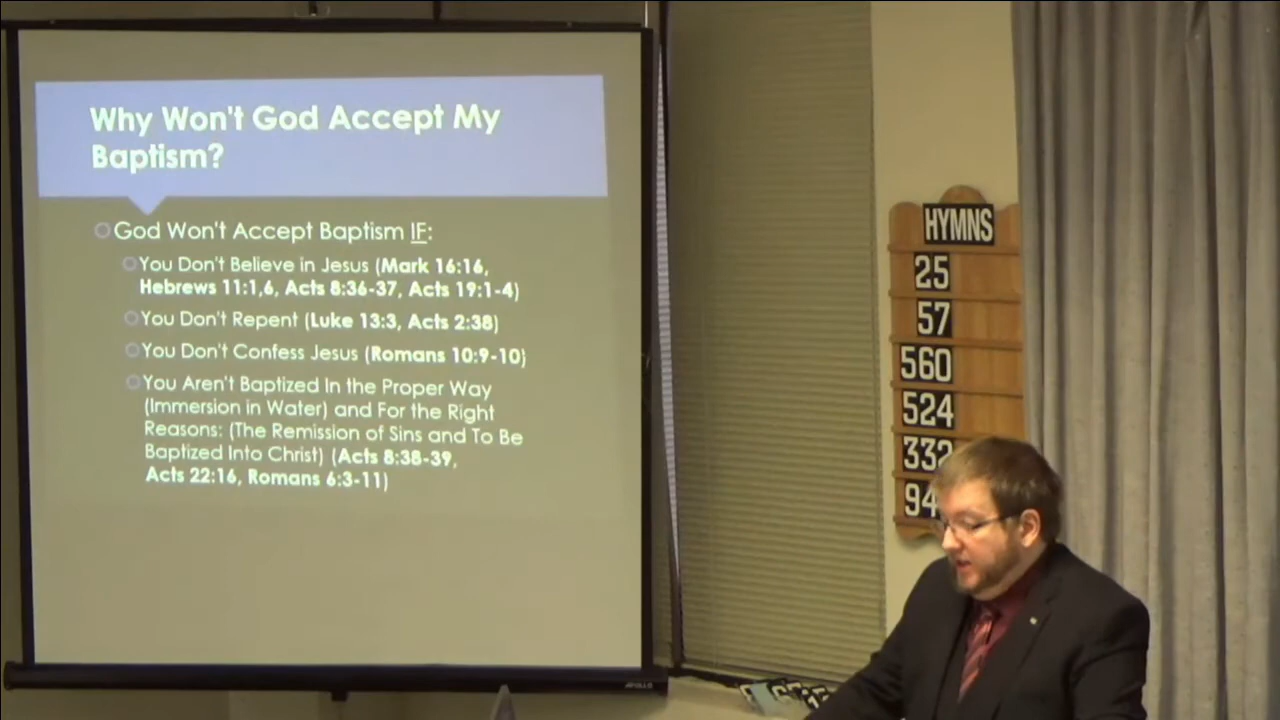 Why Won't God Accept My
Baptism?
God Won't Accept Baptism IF:
You Don't Believe in Jesus (Mark 16:16,
Hebrews 11:1,6, Acts 8:36-37, Acts 19:1-4)
You Don't Repent (Luke 13:3, Acts 2:38)
You Don't Confess Jesus (Romans 10:9-10)
You Aren't Baptized In the Proper Way
(Immersion in Water) and For the Right
Reasons: (The Remission of Sins and To Be
Baptized Into Christ) (Acts 8:38-39,
Acts 22:16, Romans 6:3-11)
APOLLO
HYMNS
25
57
560
524
332
94